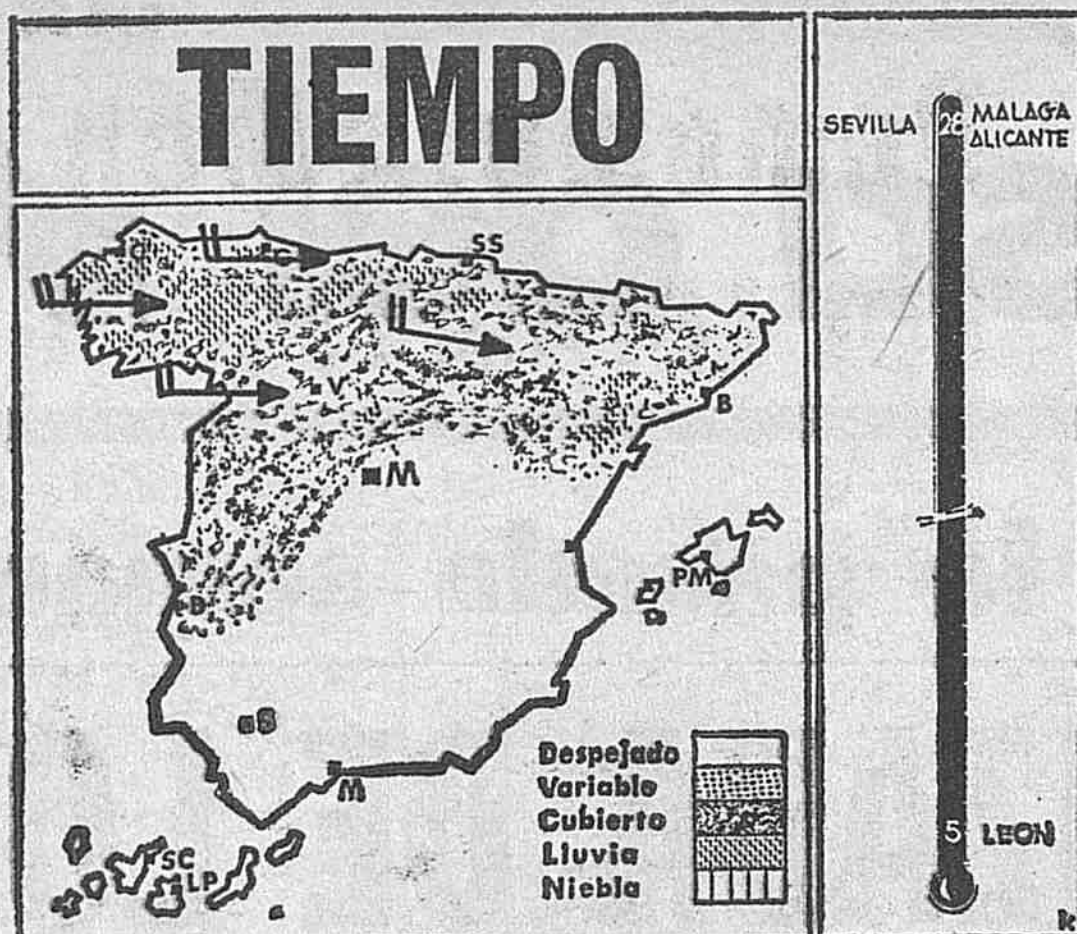 TIEMPO
SEVILLA 28 MALAGA
ALICANTE
SS
V
B
M
PM
B
S
M
SC
LP
Despejado
Variable
Cubierto
Lluvia
Niebla
5 LEON
k